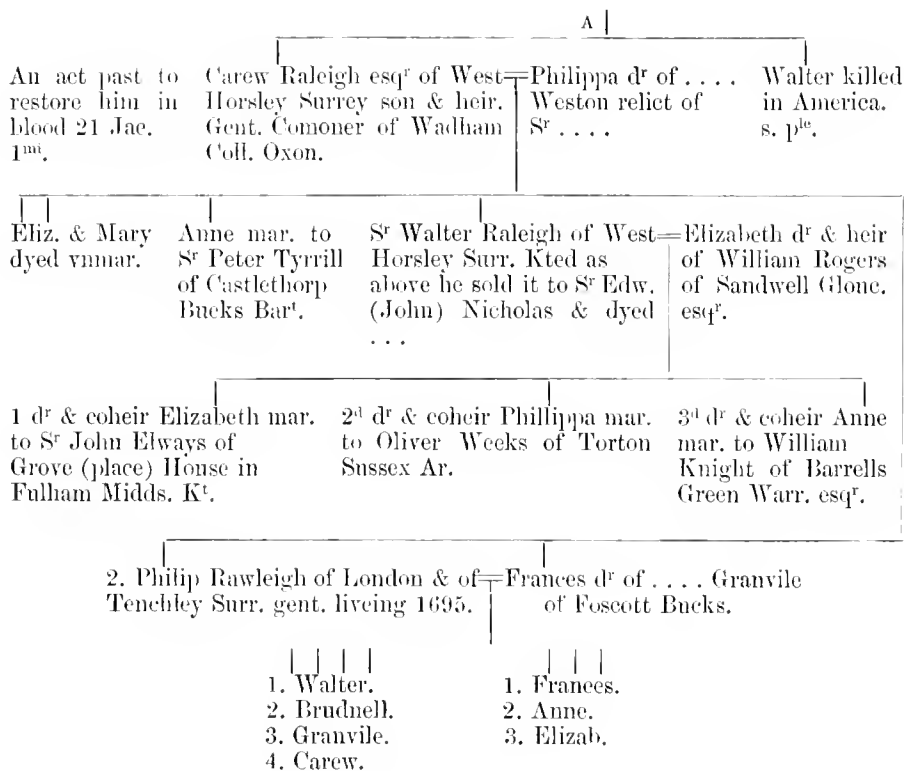 A
An act past to
restore him in
blood 21 Jac.
1mi.
Carew Raleigh esqr of West
Horsley Surrey son & heir.
Gent. Comoner of Wadham
Coll. Oxon.
Philippa dr of . . . .
Weston relict of
Sr . . . .
Walter killed
in America.
s. ple.
Eliz. & Mary
dyed vnmar.
Anne mar. to
Sr Peter Tyrrill
of Castlethorp
Bucks Bart.
Sr Walter Raleigh of West
Horsley Surr. Kted as
above he sold it to Sr Edw.
(John) Nicholas & dyed
. . .
Elizabeth dr & heir
of William Rogers
of Sandwell Glouc.
esqr.
1 dr & coheir Elizabeth mar.
to Sr John Elways of
Grove (place) House in
Fulham Midds. Kt.
2d dr & coheir Phillippa mar.
to Oliver Weeks of Torton
Sussex Ar.
3d dr & coheir Anne
mar. to William
Knight of Barrells
Green Warr. esqr.
2. Philip Rawleigh of London & of
Tenchley Surr. gent. liveing 1695.
Frances dr of . . . . Granvile
of Foscott Bucks.
1. Walter.
2. Brudnell.
3. Granvile.
4. Carew.
1. Frances.
2. Anne.
3. Elizab.